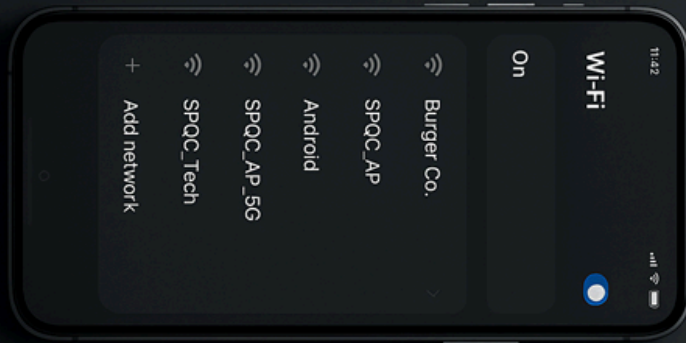 11:42
Wi-Fi
On
Burger Co.
SPQC_AP
Android
SPQC_AP_5G
SPQC_Tech
+ Add network